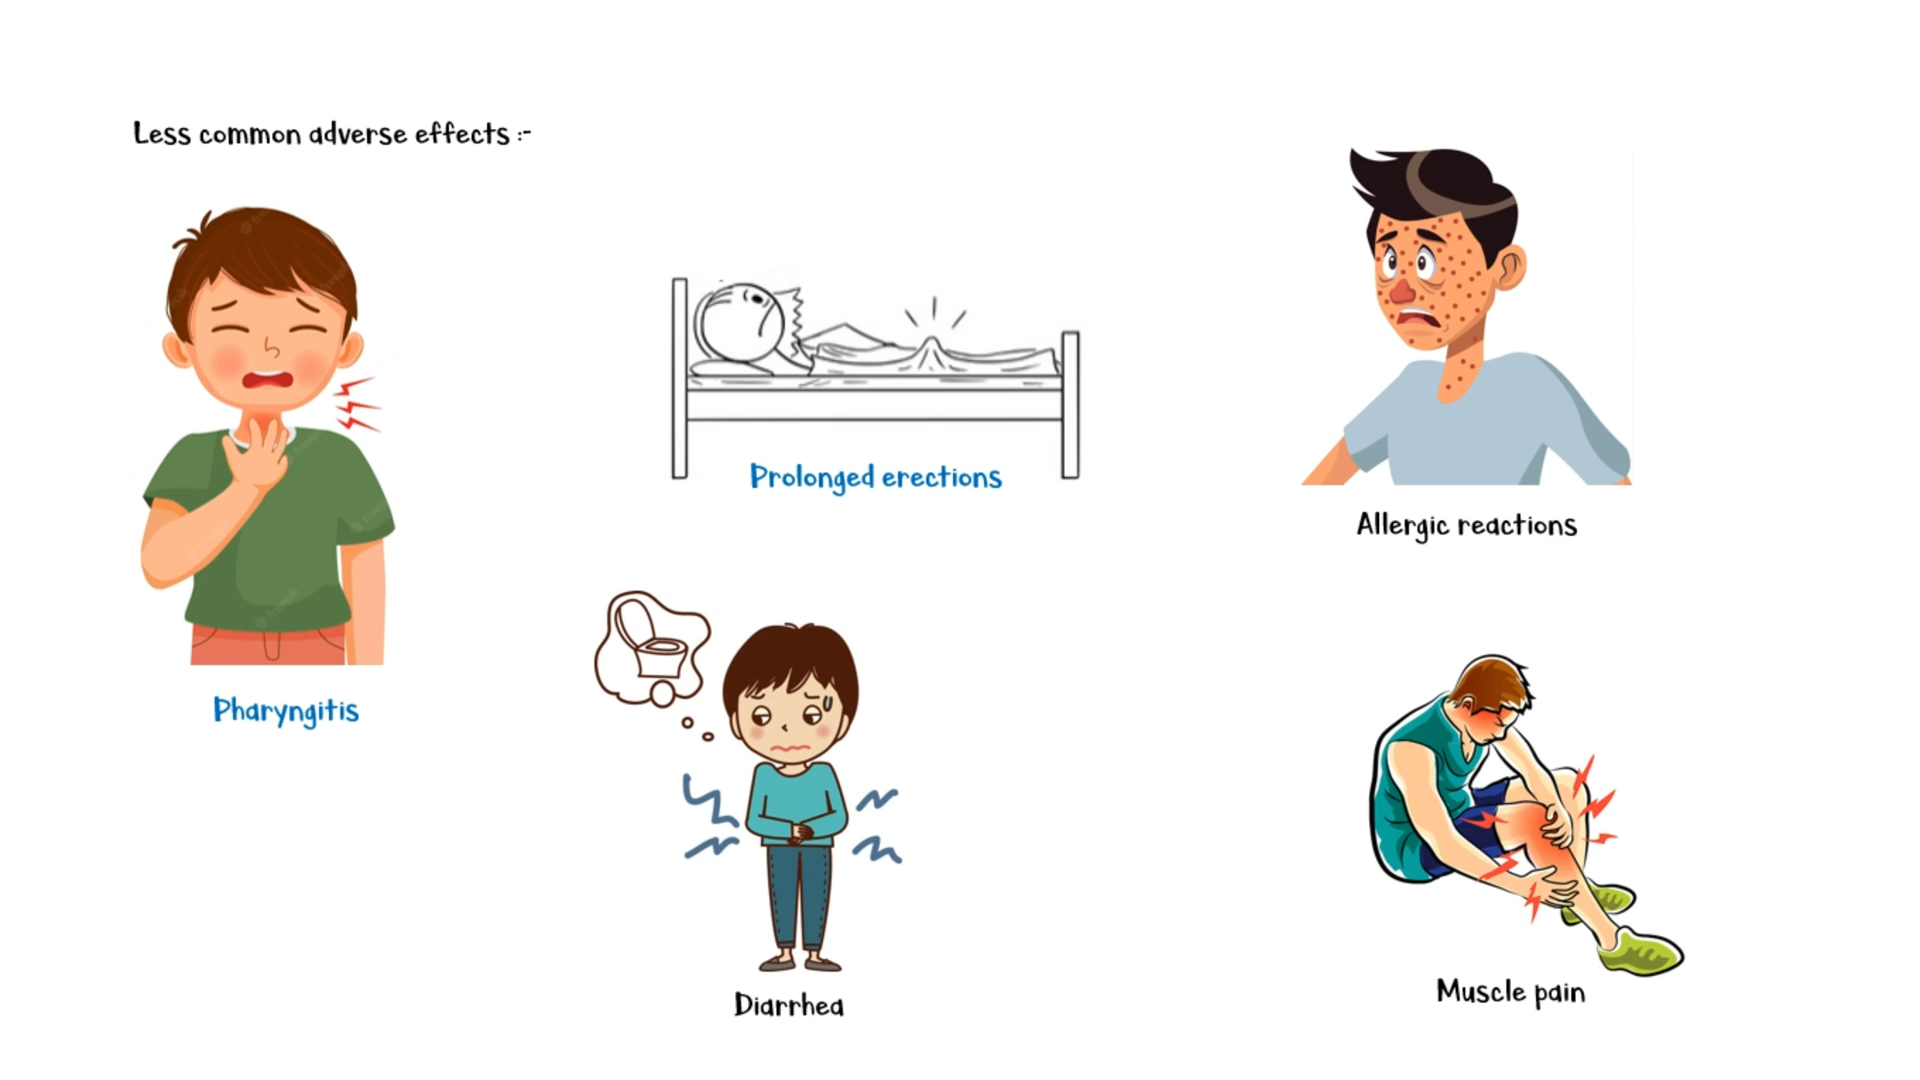 Less common adverse effects :-
Prolonged erections
Allergic reactions
Pharyngitis
Diarrhea
Muscle pain